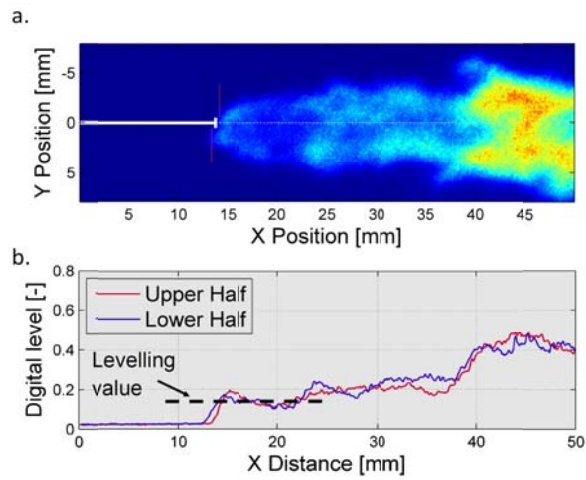 a.
Y Position [mm]
-5
0
5
5 10 15 20 25 30 35 40 45
X Position [mm]
b.
Digital level [-]
0.8
0.6
0.4
0.2
0
Upper Half
Lower Half
Levelling
value
0 10 20 30 40 50
X Distance [mm]